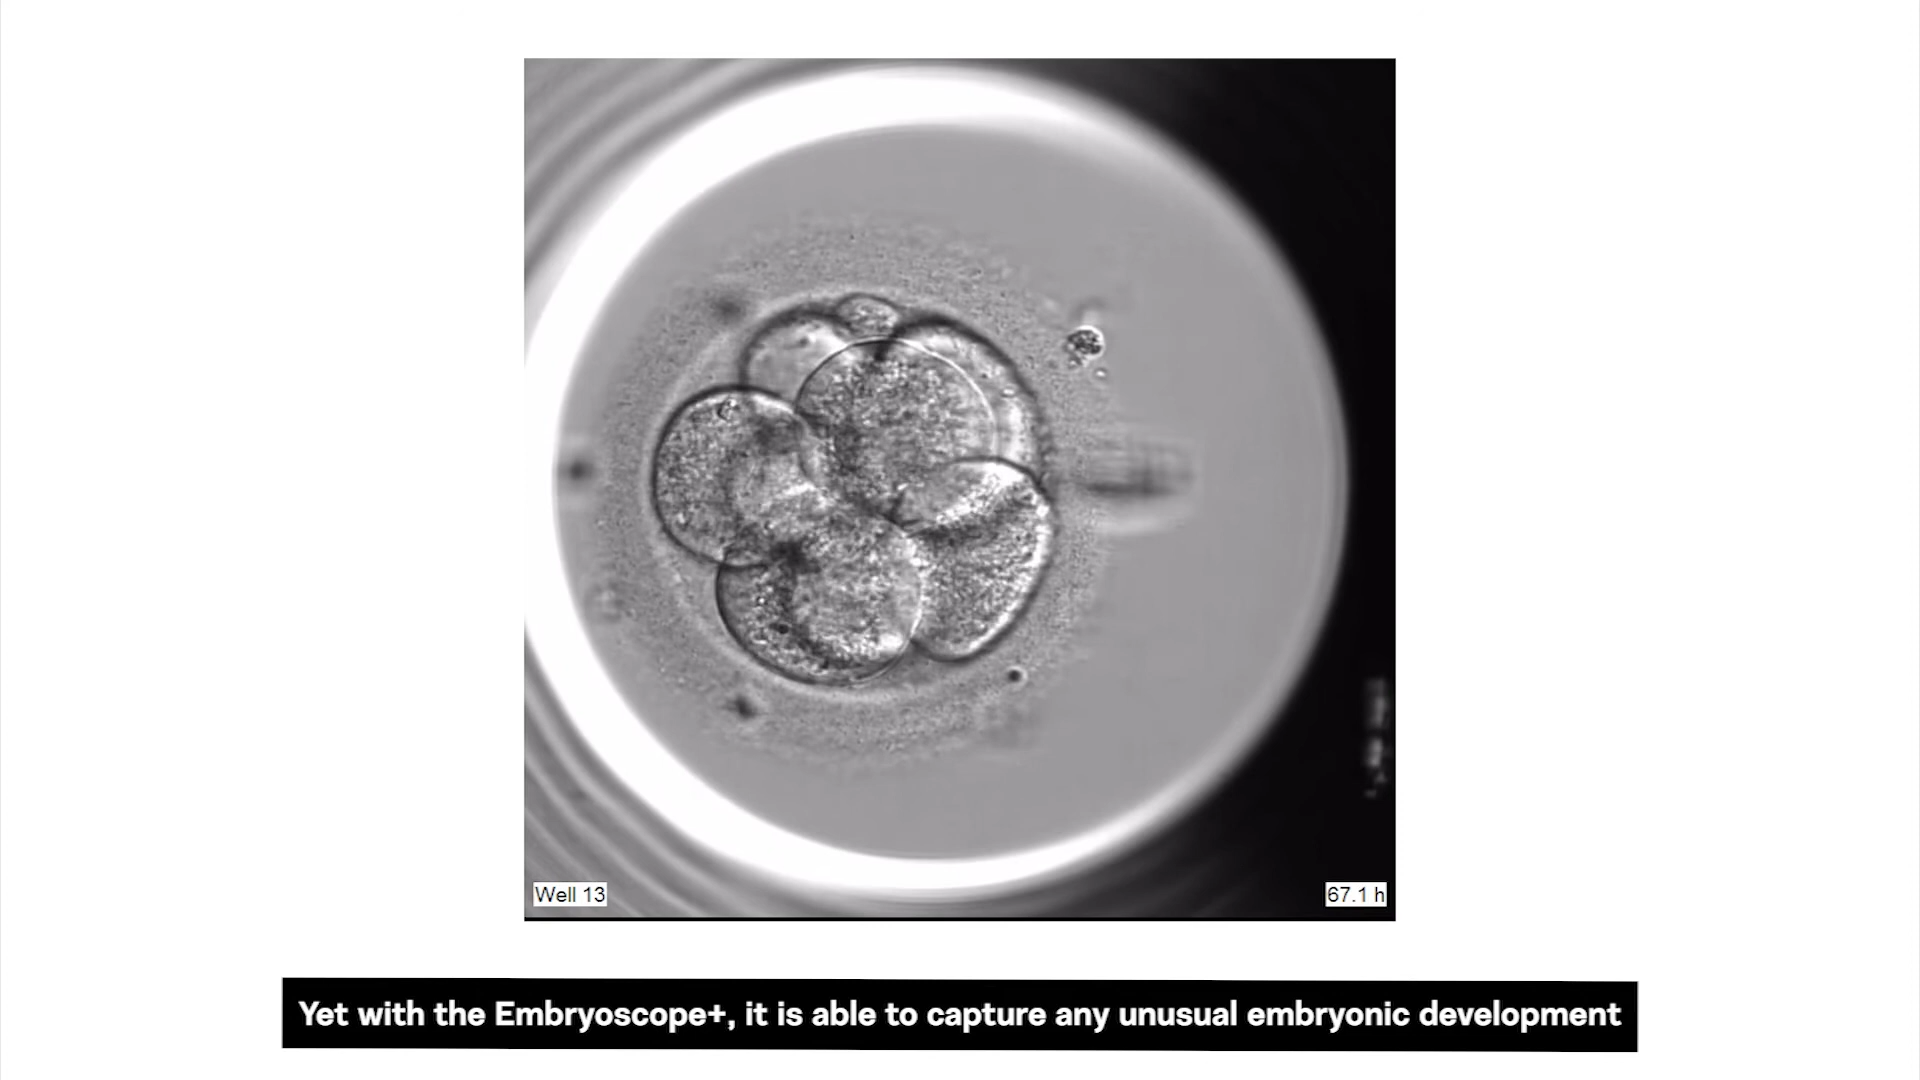 Well 13
67.1 h
Yet with the Embryoscope+, it is able to capture any unusual embryonic development